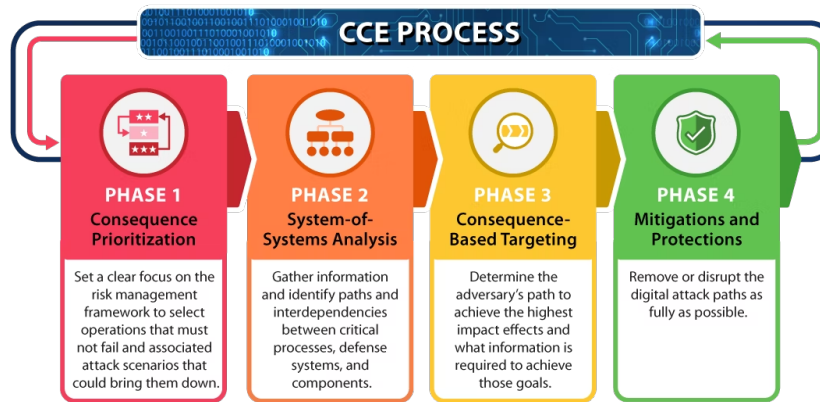 CCE PROCESS
PHASE 1
Consequence
Prioritization
Set a clear focus on the
risk management
framework to select
operations that must
not fail and associated
attack scenarios that
could bring them down.
PHASE 2
System-of-
Systems Analysis
Gather information
and identify paths and
interdependencies
between critical
processes, defense
systems, and
components.
PHASE 3
Consequence-
Based Targeting
Determine the
adversary's path to
achieve the highest
impact effects and
what information is
required to achieve
those goals.
PHASE 4
Mitigations and
Protections
Remove or disrupt the
digital attack paths as
fully as possible.